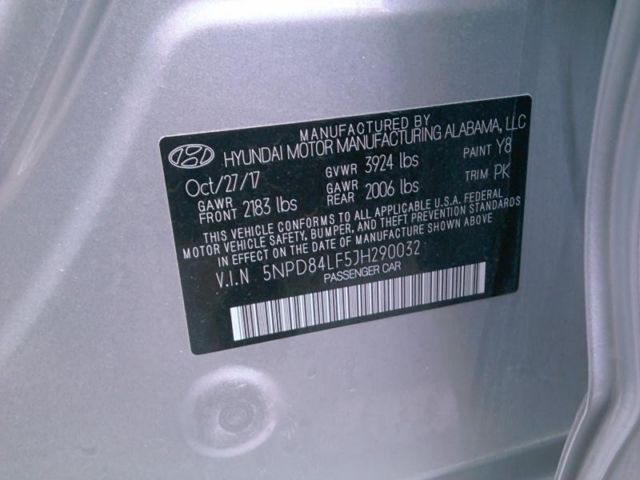 MANUFACTURED BY
HYUNDAI MOTOR MANUFACTURING ALABAMA, LLC
Oct/27/17 GVWR 3924 lbs PAINT Y8
GAWR FRONT 2183 lbs GAWR REAR 2006 lbs TRIM PK
THIS VEHICLE CONFORMS TO ALL APPLICABLE U.S.A. FEDERAL
MOTOR VEHICLE SAFETY, BUMPER, AND THEFT PREVENTION STANDARDS
IN EFFECT ON THE DATE OF MANUFACTURE SHOWN ABOVE.
V.I.N 5NPD84LF5JH290032
PASSENGER CAR